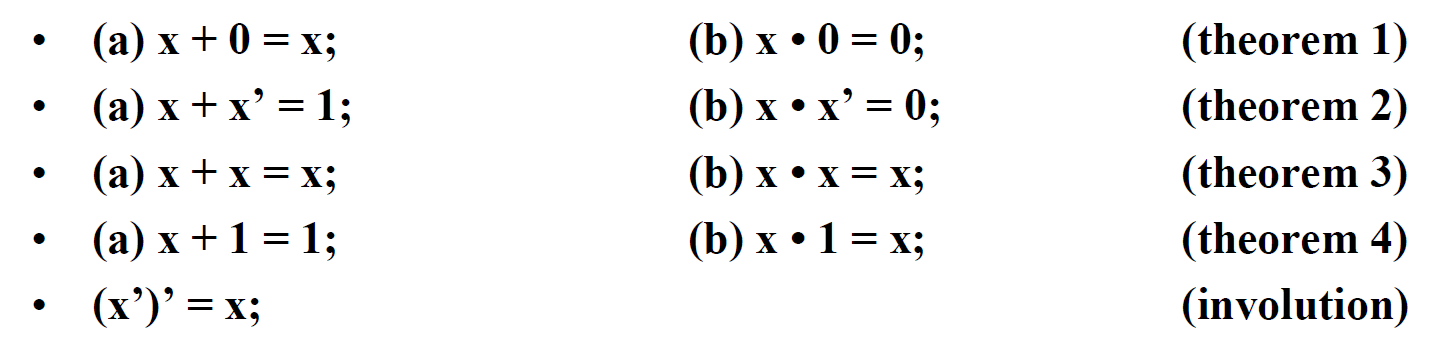 • (a) x + 0 = x; (b) x • 0 = 0; (theorem 1)
• (a) x + x’ = 1; (b) x • x’ = 0; (theorem 2)
• (a) x + x = x; (b) x • x = x; (theorem 3)
• (a) x + 1 = 1; (b) x • 1 = x; (theorem 4)
• (x’)’ = x; (involution)